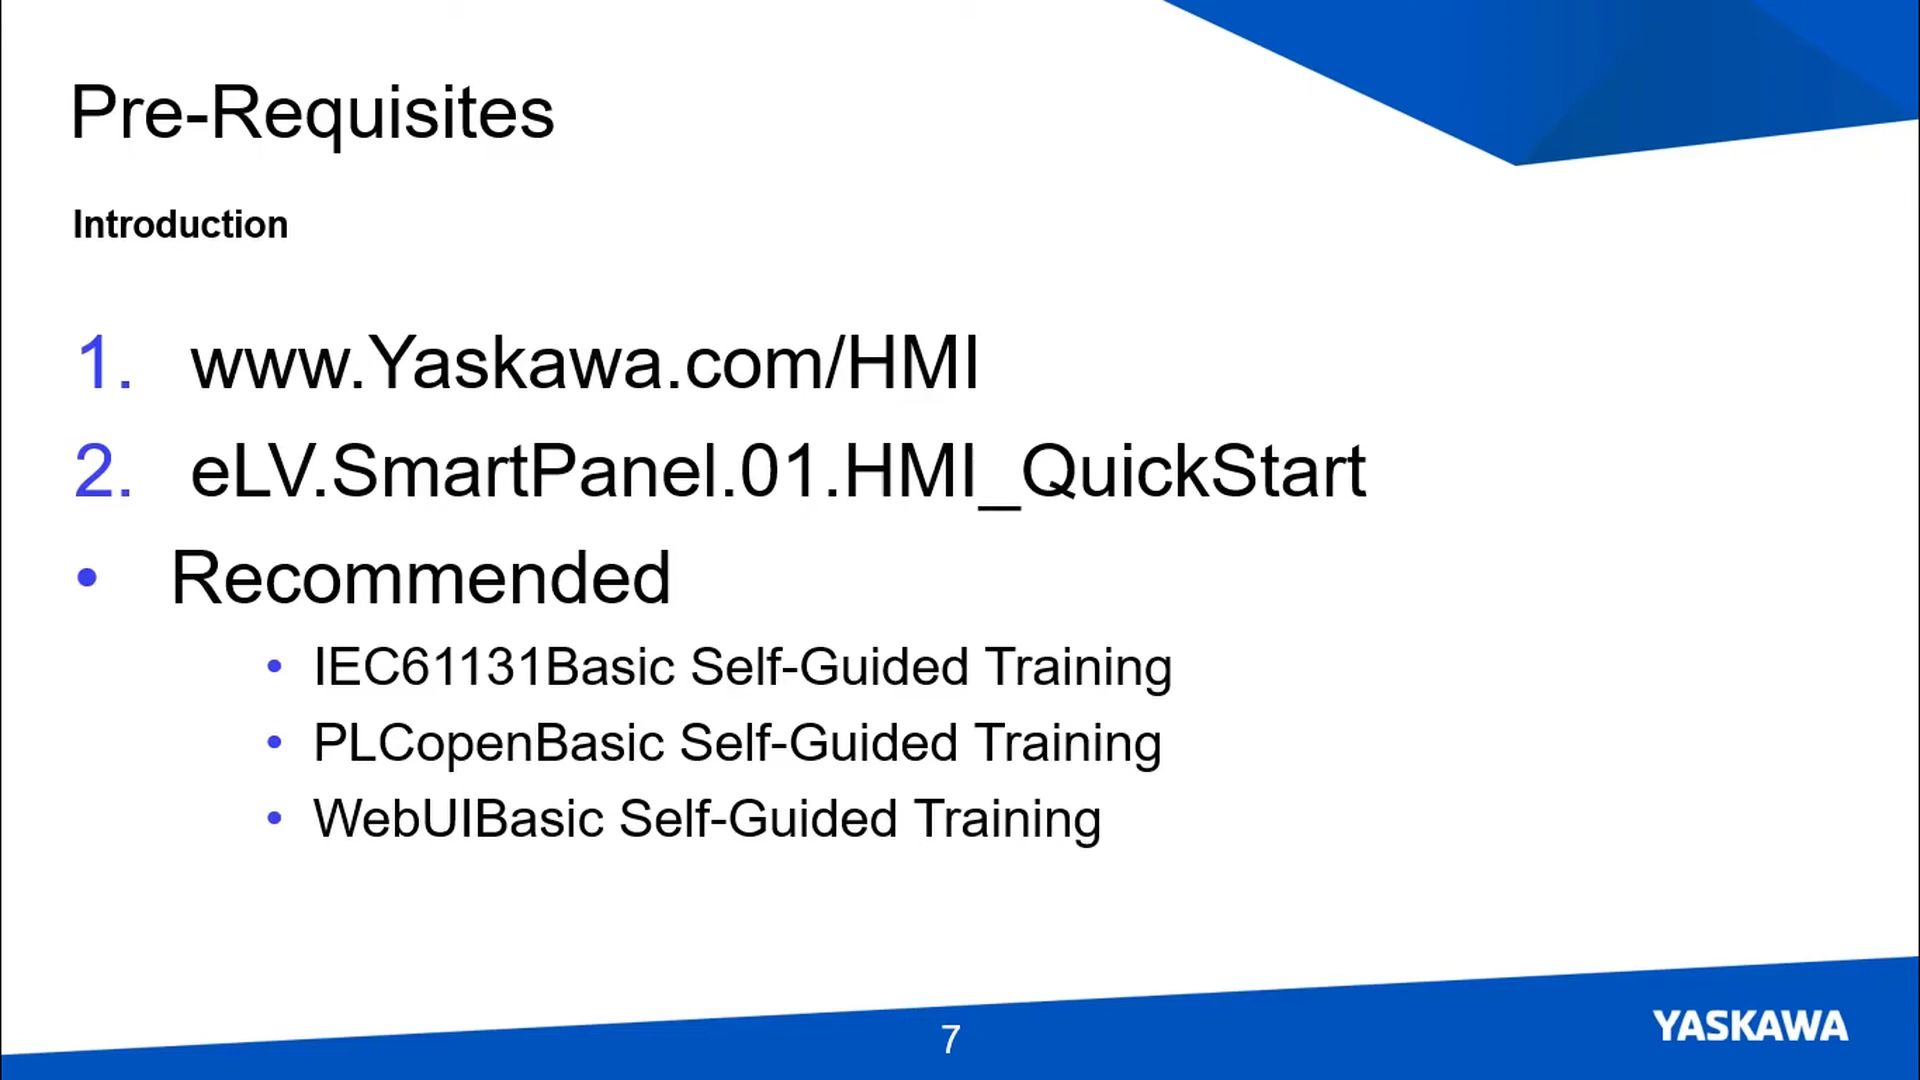 Pre-Requisites
Introduction
1. www.Yaskawa.com/HMI
2. eLV.SmartPanel.01.HMI_QuickStart
• Recommended
• IEC61131Basic Self-Guided Training
• PLCopenBasic Self-Guided Training
• WebUIBasic Self-Guided Training
7
YASKAWA